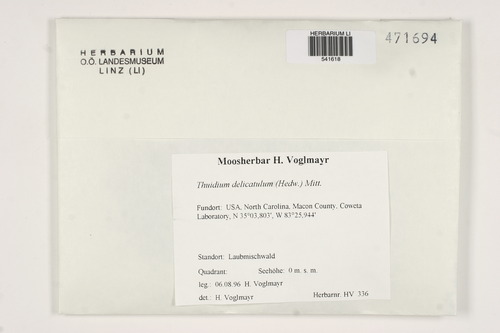 HERBARIUM
O.Ö. LANDESMUSEUM
LINZ (LI)
HERBARIUM LI
541618
471694
Moosherbar H. Voglmayr
Thuidium delicatulum (Hedw.) Mitt.
Fundort: USA, North Carolina, Macon County, Coweta
Laboratory, N 35°03,803', W 83°25,944'
Standort: Laubmischwald
Quadrant: Seehöhe: 0 m. s. m.
leg.: 06.08.96 H. Voglmayr
det.: H. Voglmayr Herbarnr. HV 336